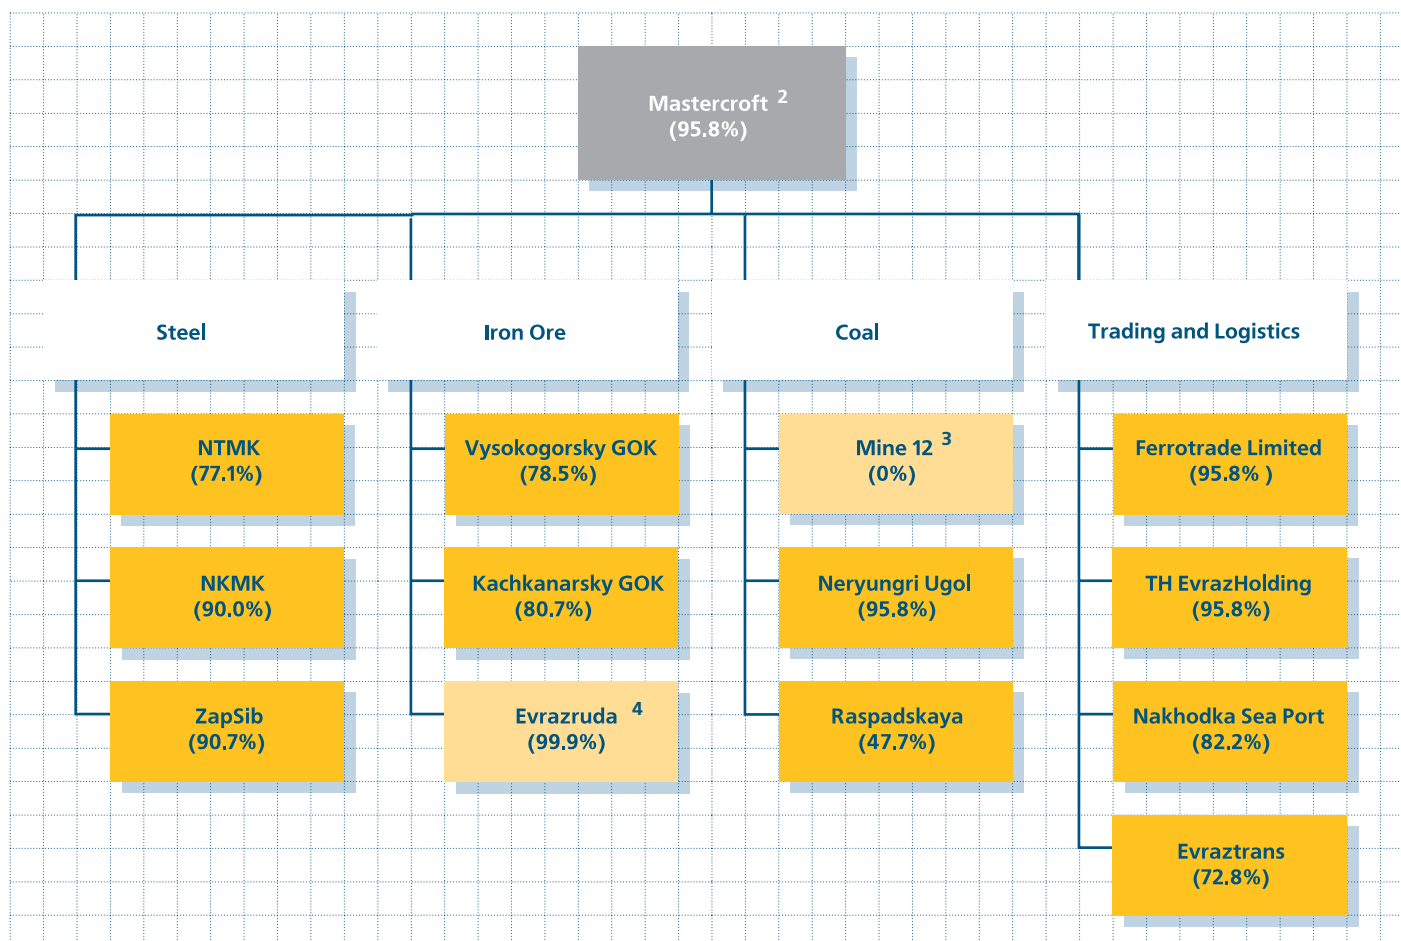 Mastercroft 2
(95.8%)
Steel
Iron Ore
Coal
Trading and Logistics
NTMK
(77.1%)
Vysokogorsky GOK
(78.5%)
Mine 12 3
(0%)
Ferrotrade Limited
(95.8% )
NKMK
(90.0%)
Kachkanarsky GOK
(80.7%)
Neryungri Ugol
(95.8%)
TH EvrazHolding
(95.8%)
ZapSib
(90.7%)
Evrazruda 4
(99.9%)
Raspadskaya
(47.7%)
Nakhodka Sea Port
(82.2%)
Evraztrans
(72.8%)